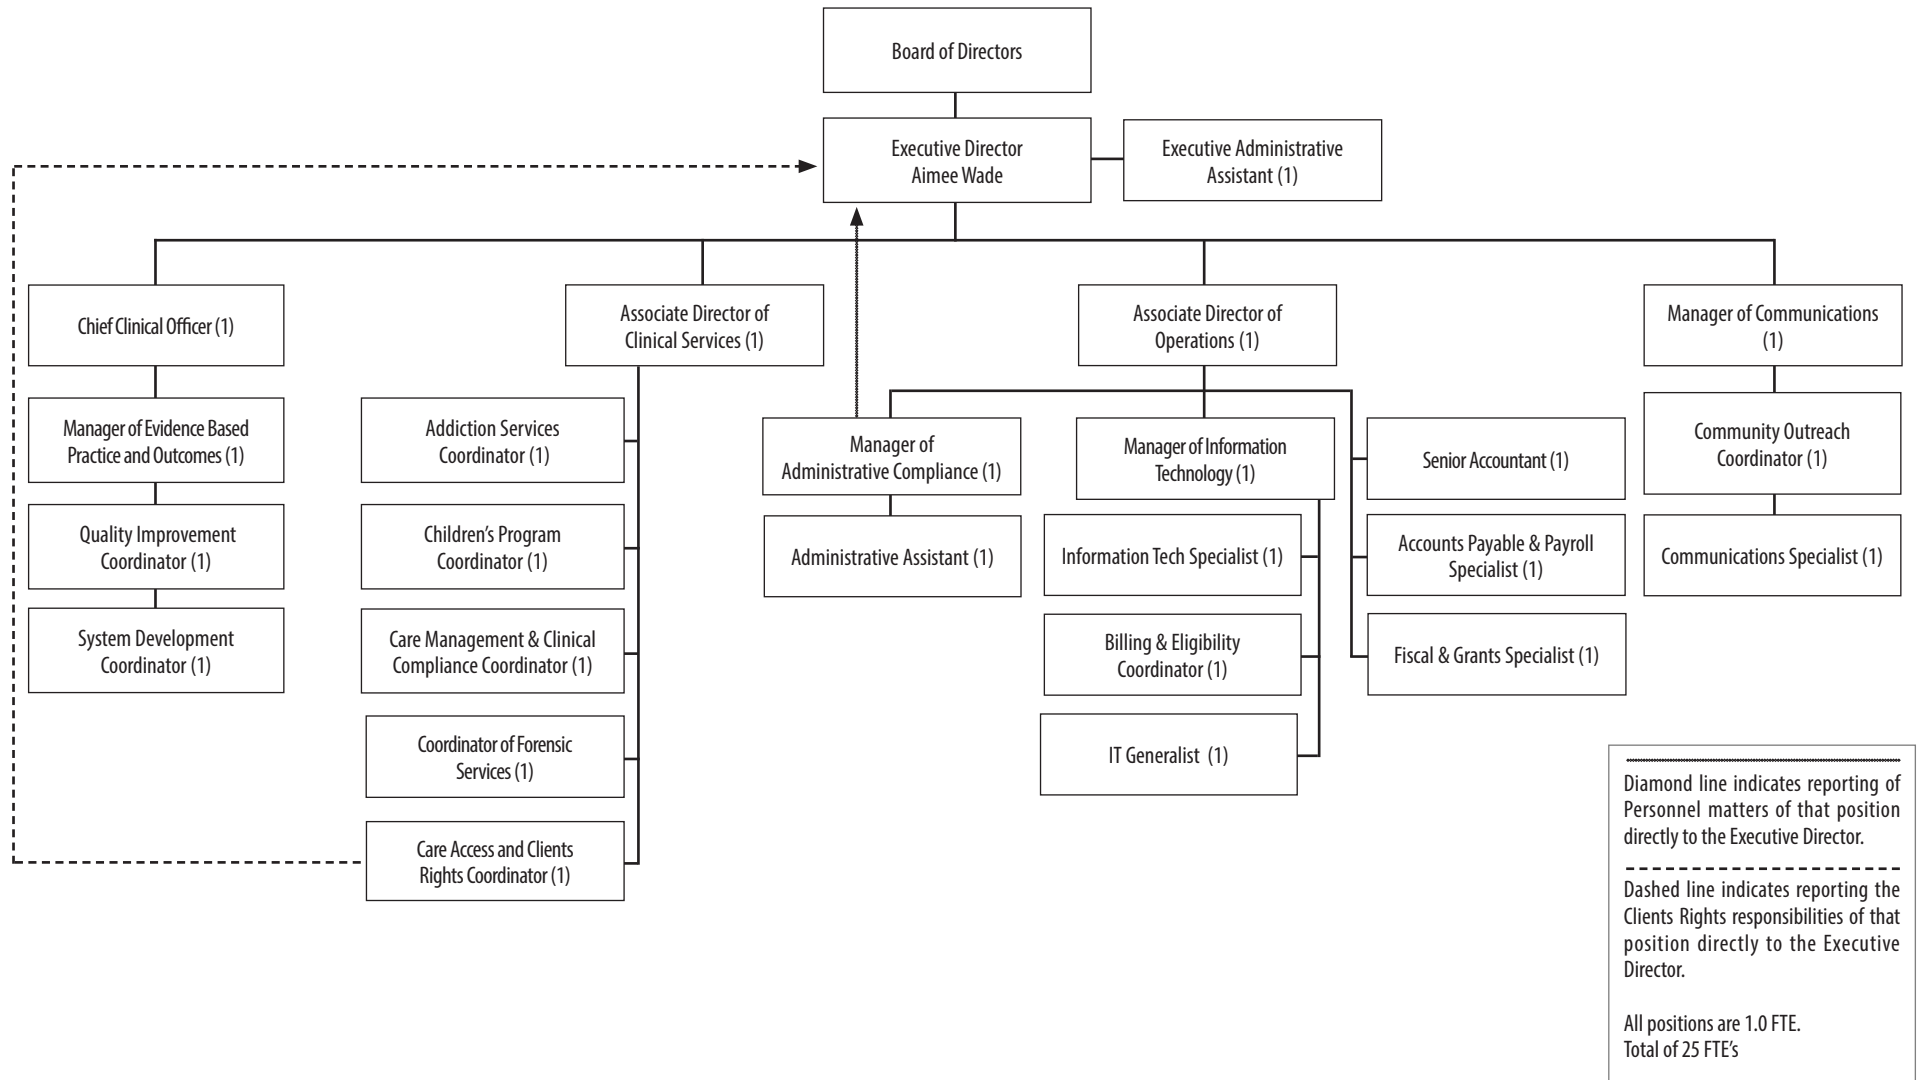 Board of Directors
Executive Director
Aimee Wade
Executive Administrative
Assistant (1)
Chief Clinical Officer (1)
Associate Director of
Clinical Services (1)
Associate Director of
Operations (1)
Manager of Communications
(1)
Manager of Evidence Based
Practice and Outcomes (1)
Quality Improvement
Coordinator (1)
System Development
Coordinator (1)
Addiction Services
Coordinator (1)
Children’s Program
Coordinator (1)
Care Management & Clinical
Compliance Coordinator (1)
Coordinator of Forensic
Services (1)
Care Access and Clients
Rights Coordinator (1)
Manager of
Administrative Compliance (1)
Administrative Assistant (1)
Manager of Information
Technology (1)
Information Tech Specialist (1)
Billing & Eligibility
Coordinator (1)
IT Generalist (1)
Senior Accountant (1)
Accounts Payable & Payroll
Specialist (1)
Fiscal & Grants Specialist (1)
Community Outreach
Coordinator (1)
Communications Specialist (1)
Diamond line indicates reporting of
Personnel matters of that position
directly to the Executive Director.
Dashed line indicates reporting the
Clients Rights responsibilities of that
position directly to the Executive
Director.
All positions are 1.0 FTE.
Total of 25 FTE’s